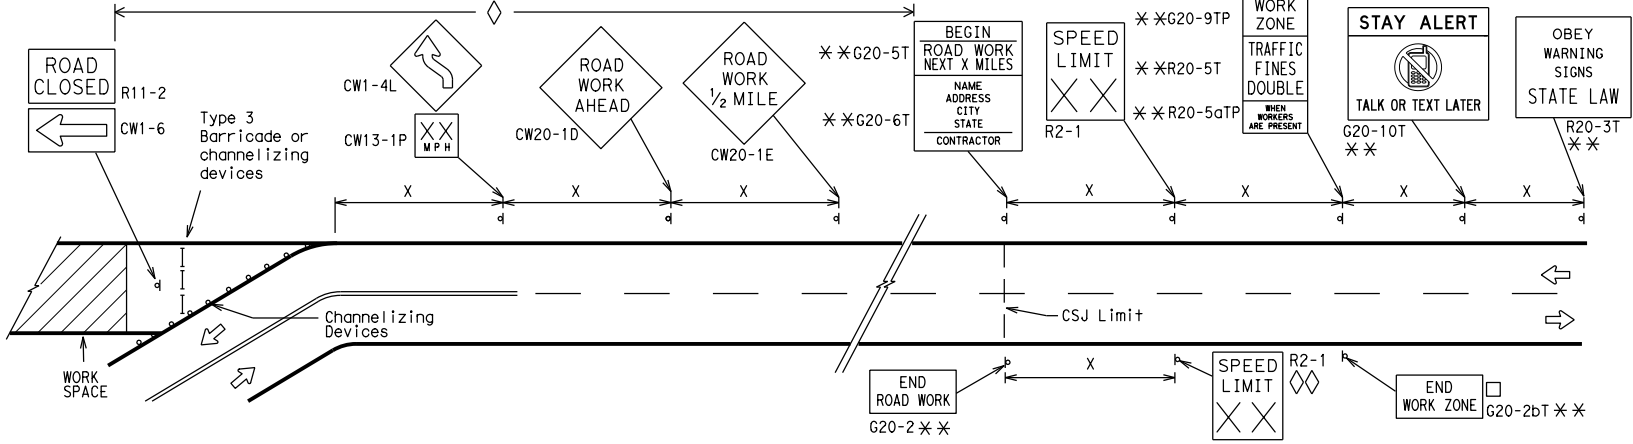 ROAD
CLOSED
R11-2
CW1-6
Type 3
Barricade or
channelizing
devices
CW1-4L
XX
MPH
CW13-1P
ROAD
WORK
AHEAD
CW20-1D
ROAD
WORK
1/2 MILE
CW20-1E
**G20-5T
**G20-6T
BEGIN
ROAD WORK
NEXT X MILES
NAME
ADDRESS
CITY
STATE
CONTRACTOR
SPEED
LIMIT
XX
R2-1
**G20-9TP
**R20-5T
**R20-5aTP
WORK
ZONE
TRAFFIC
FINES
DOUBLE
WHEN
WORKERS
ARE PRESENT
STAY ALERT
TALK OR TEXT LATER
G20-10T
**
OBEY
WARNING
SIGNS
STATE LAW
R20-3T
**
X
X
X
X
X
X
X
Channelizing
Devices
CSJ Limit
WORK
SPACE
X
END
ROAD WORK
G20-2**
SPEED
LIMIT
XX
R2-1
END
WORK ZONE
G20-2bT**